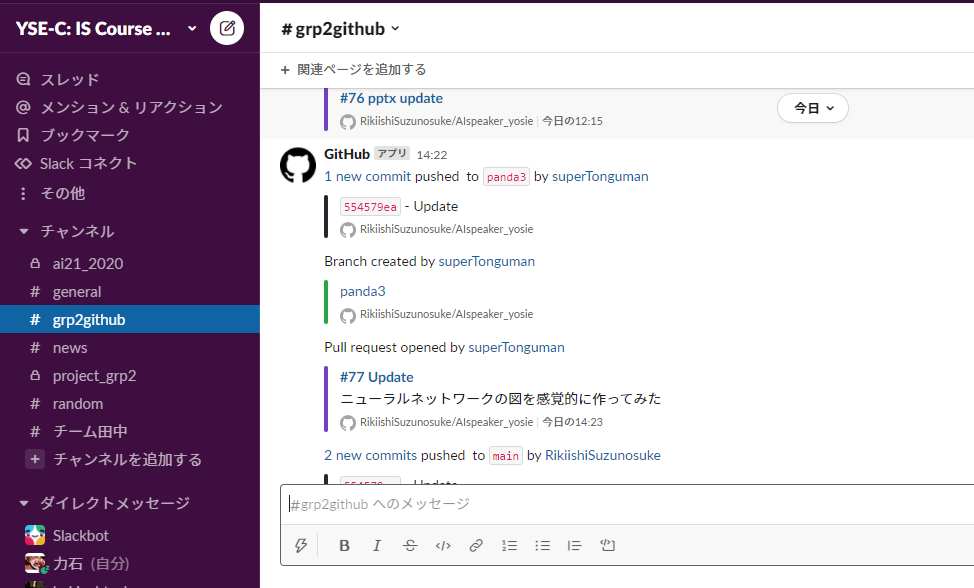 YSE-C: IS Course ...
スレッド
メンション & リアクション
ブックマーク
Slack コネクト
その他
チャンネル
ai21_2020
# general
# grp2github
# news
project_grp2
# random
# チーム田中
+ チャンネルを追加する
ダイレクトメッセージ
Slackbot
力石 (自分)
# grp2github
+ 関連ページを追加する
#76 pptx update
RikiishiSuzunosuke/AIspeaker_yosie | 今日の12:15
今日
GitHub アプリ 14:22
1 new commit pushed to panda3 by superTonguman
554579ea - Update
RikiishiSuzunosuke/AIspeaker_yosie
Branch created by superTonguman
panda3
RikiishiSuzunosuke/AIspeaker_yosie
Pull request opened by superTonguman
#77 Update
ニューラルネットワークの図を感覚的に作ってみた
RikiishiSuzunosuke/AIspeaker_yosie | 今日の14:23
2 new commits pushed to main by RikiishiSuzunosuke
554579ea - Update
#grp2github へのメッセージ
B I S </>